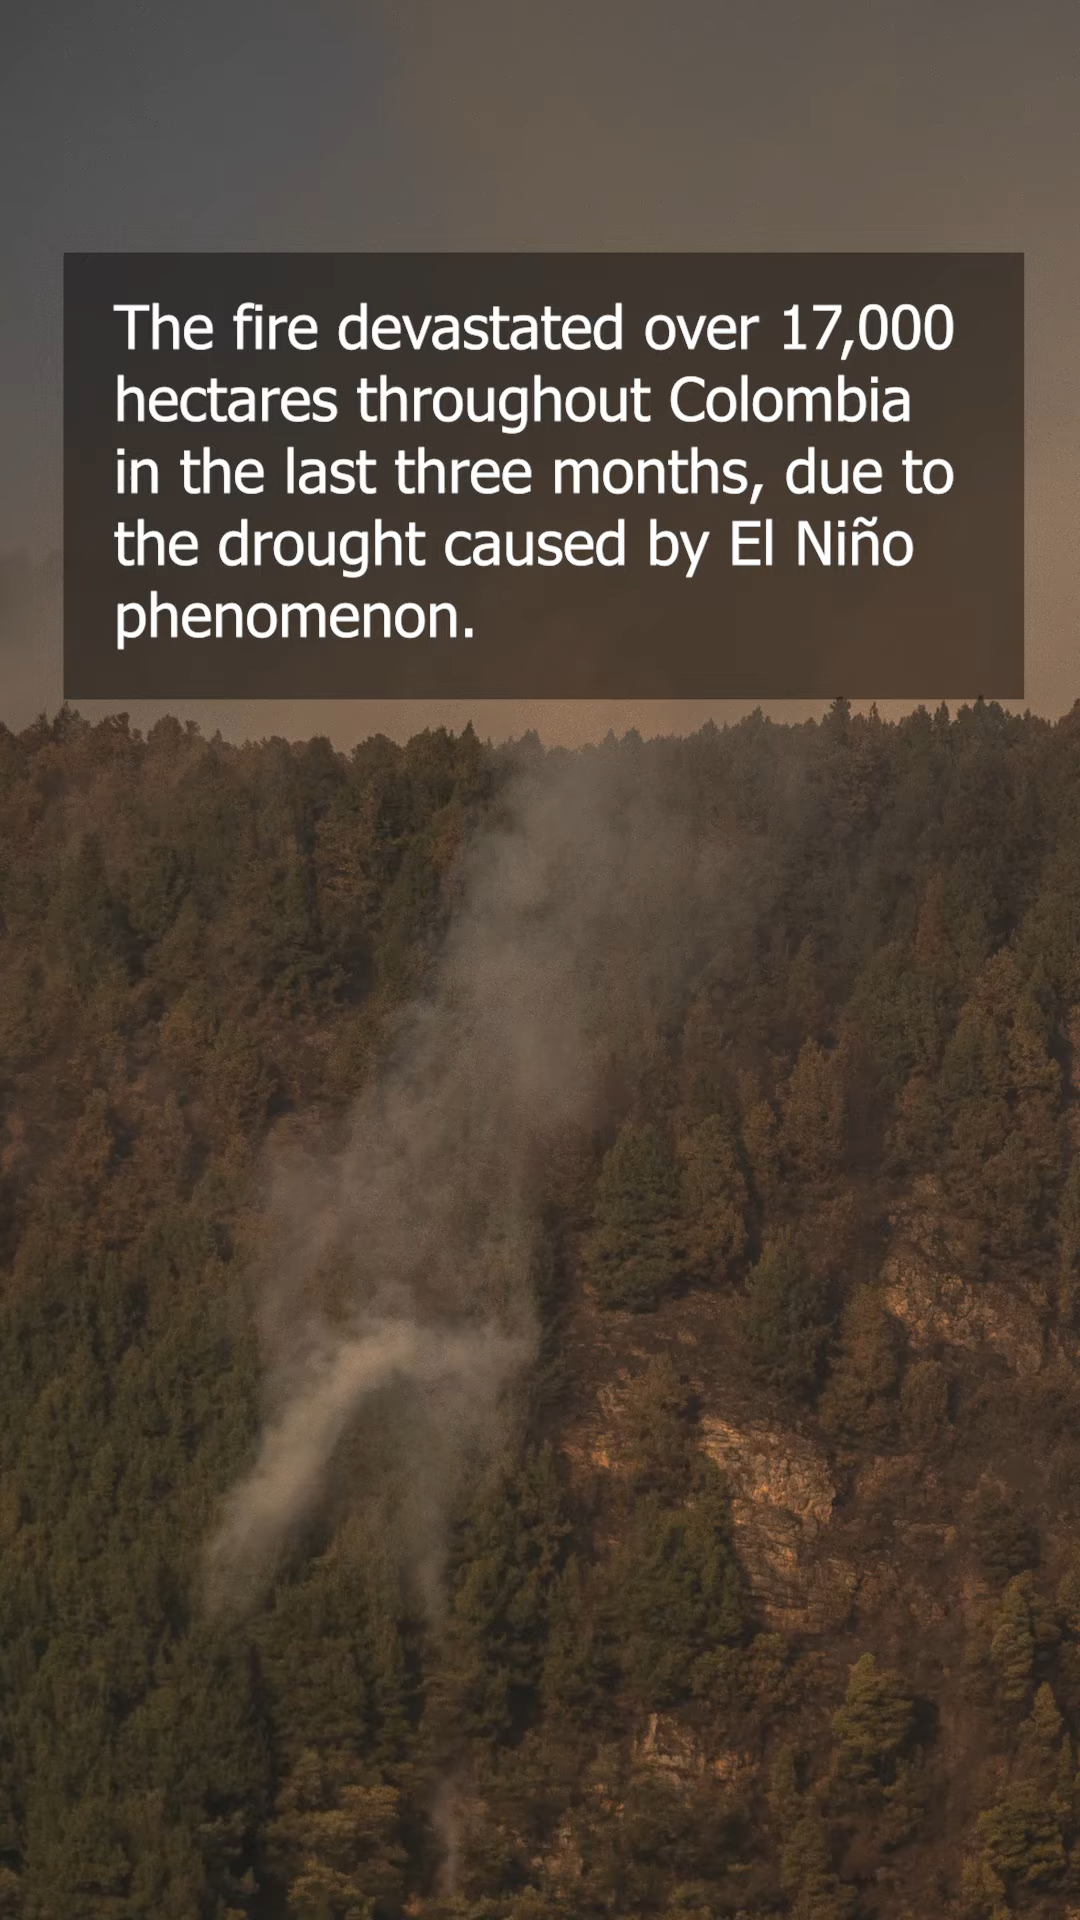 The fire devastated over 17,000
hectares throughout Colombia
in the last three months, due to
the drought caused by El Niño
phenomenon.